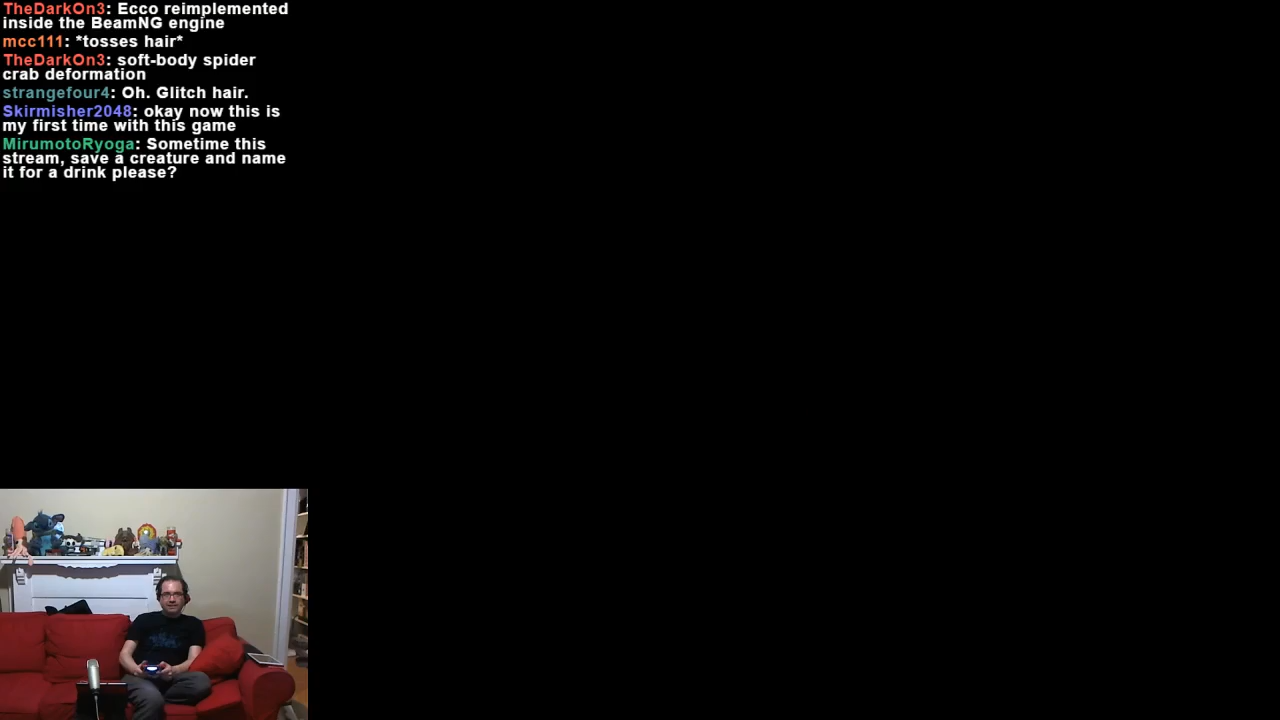 TheDarkOn3: Ecco reimplemented
inside the BeamNG engine
mcc111: *tosses hair*
TheDarkOn3: soft-body spider
crab deformation
strangefour4: Oh. Glitch hair.
Skirmisher2048: okay now this is
my first time with this game
MirumotoRyoga: Sometime this
stream, save a creature and name
it for a drink please?